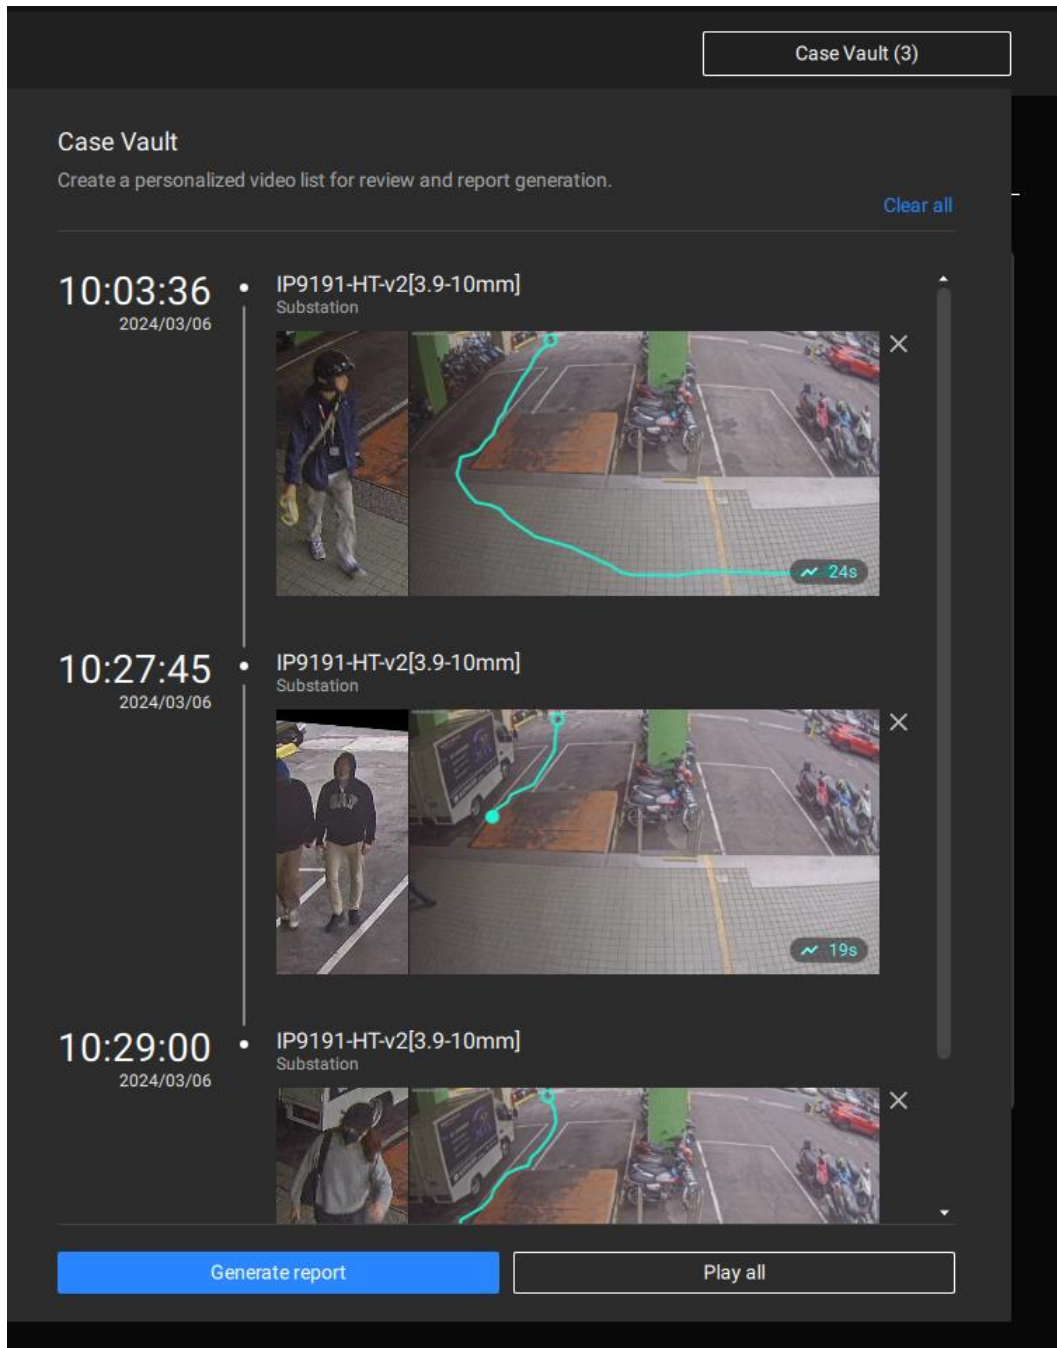 Case Vault (3)
Case Vault
Create a personalized video list for review and report generation.
Clear all
10:03:36
2024/03/06
IP9191-HT-v2[3.9-10mm]
Substation
24s
10:27:45
2024/03/06
IP9191-HT-v2[3.9-10mm]
Substation
GAP
19s
10:29:00
2024/03/06
IP9191-HT-v2[3.9-10mm]
Substation
Generate report
Play all